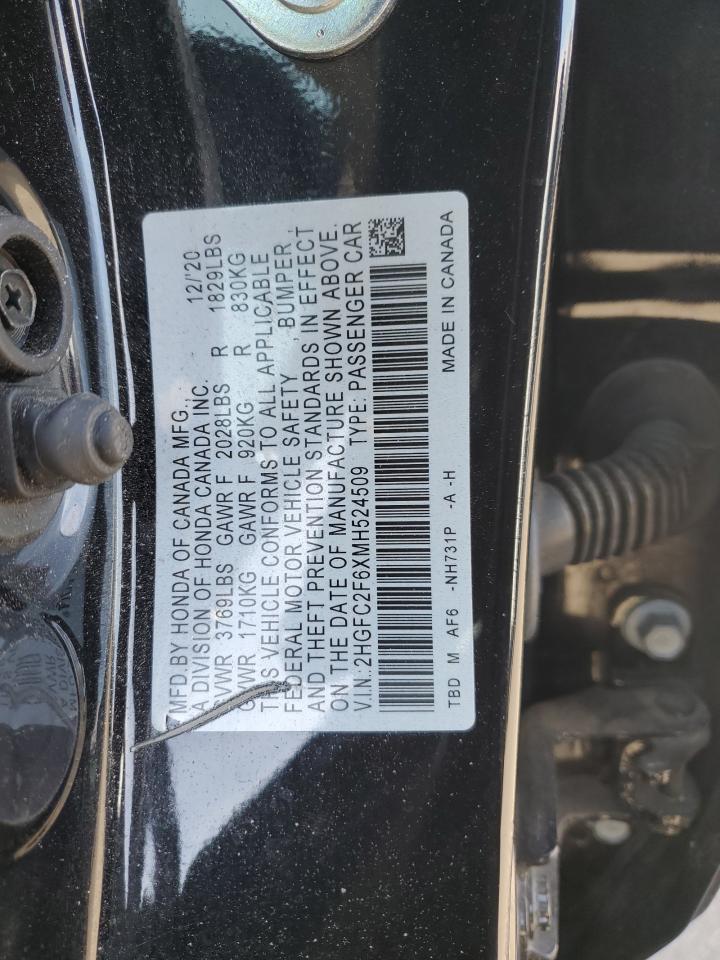 MFD.BY HONDA OF CANADA MFG., 12/'20
A DIVISION OF HONDA CANADA INC.
GVWR 3769LBS GAWR F 2028LBS R 1829LBS
GVWR 1710KG GAWR F 920KG R 830KG
THIS VEHICLE CONFORMS TO ALL APPLICABLE
FEDERAL MOTOR VEHICLE SAFETY , BUMPER ,
AND THEFT PREVENTION STANDARDS IN EFFECT
ON THE DATE OF MANUFACTURE SHOWN ABOVE.
V.I.N.:2HGFC2F6XMH524509 TYPE: PASSENGER CAR
TBD M AF6 -NH731P -A -H MADE IN CANADA